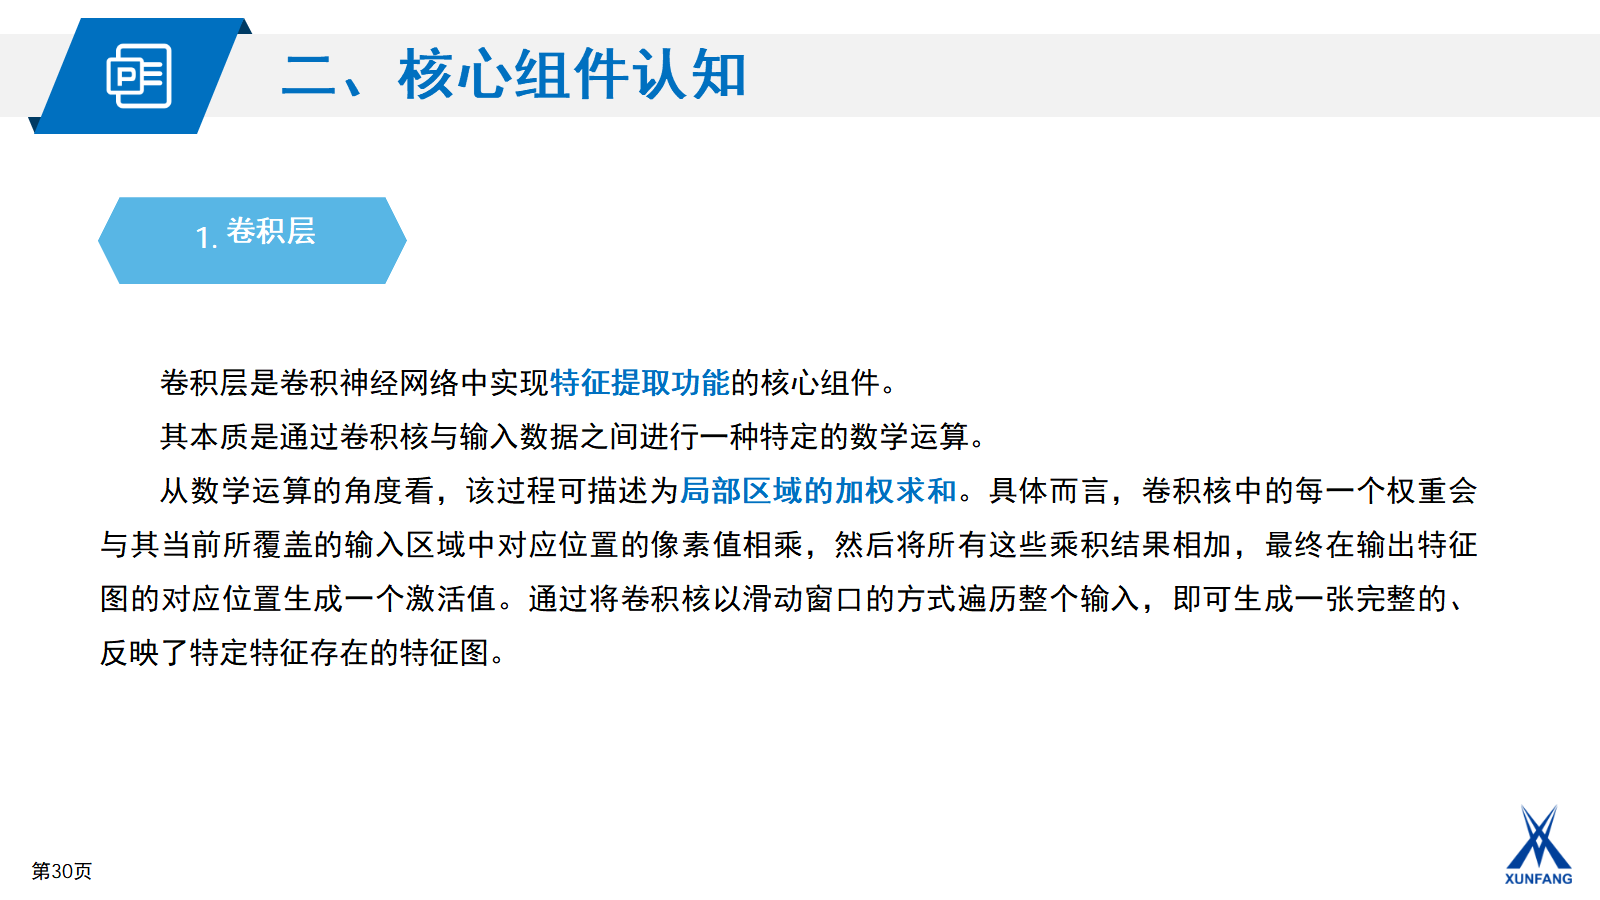 二、核心组件认知
1. 卷积层
卷积层是卷积神经网络中实现特征提取功能的核心组件。
其本质是通过卷积核与输入数据之间进行一种特定的数学运算。
从数学运算的角度看，该过程可描述为局部区域的加权求和。具体而言，卷积核中的每一个权重会
与其当前所覆盖的输入区域中对应位置的像素值相乘，然后将所有这些乘积结果相加，最终在输出特征
图的对应位置生成一个激活值。通过将卷积核以滑动窗口的方式遍历整个输入，即可生成一张完整的、
反映了特定特征存在的特征图。
第30页
XUNFANG